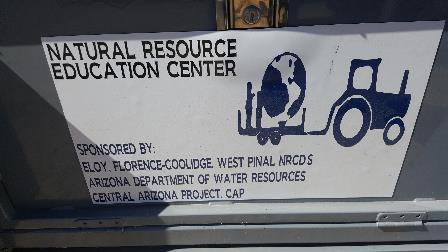 NATURAL RESOURCE
EDUCATION CENTER
SPONSORED BY:
ELOY, FLORENCE-COOLIDGE, WEST PINAL NRCD'S
ARIZONA DEPARTMENT OF WATER RESOURCES
CENTRAL ARIZONA PROJECT, CAP